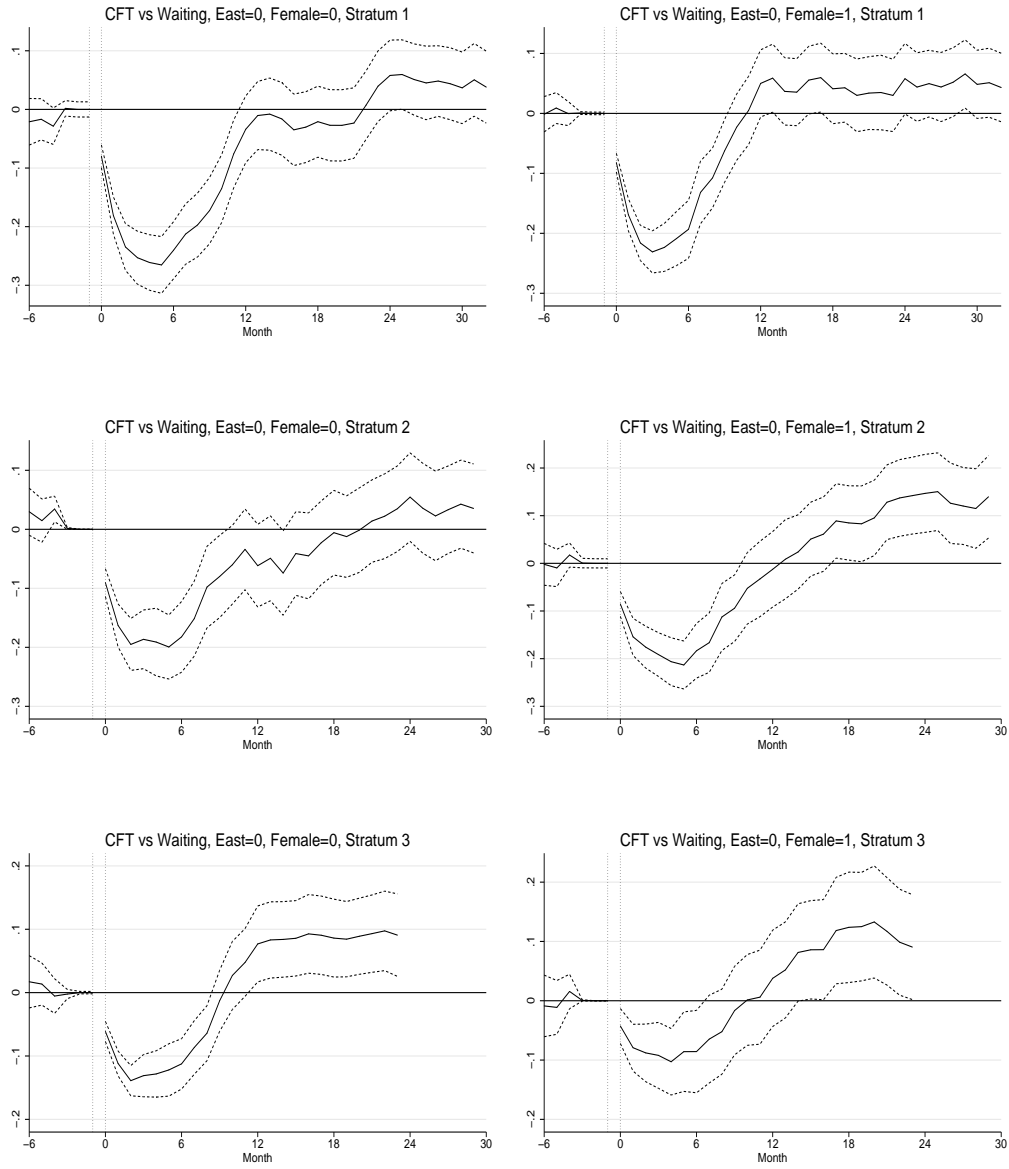 CFT vs Waiting, East=0, Female=0, Stratum 1
.1
0
−.1
−.2
−.3
−6 0 6 12 18 24 30
Month
CFT vs Waiting, East=0, Female=1, Stratum 1
.1
0
−.1
−.2
−.3
−6 0 6 12 18 24 30
Month
CFT vs Waiting, East=0, Female=0, Stratum 2
.1
0
−.1
−.2
−.3
−6 0 6 12 18 24 30
Month
CFT vs Waiting, East=0, Female=1, Stratum 2
.2
.1
0
−.1
−.2
−.3
−6 0 6 12 18 24 30
Month
CFT vs Waiting, East=0, Female=0, Stratum 3
.2
.1
0
−.1
−.2
−6 0 6 12 18 24 30
Month
CFT vs Waiting, East=0, Female=1, Stratum 3
.2
.1
0
−.1
−.2
−6 0 6 12 18 24 30
Month